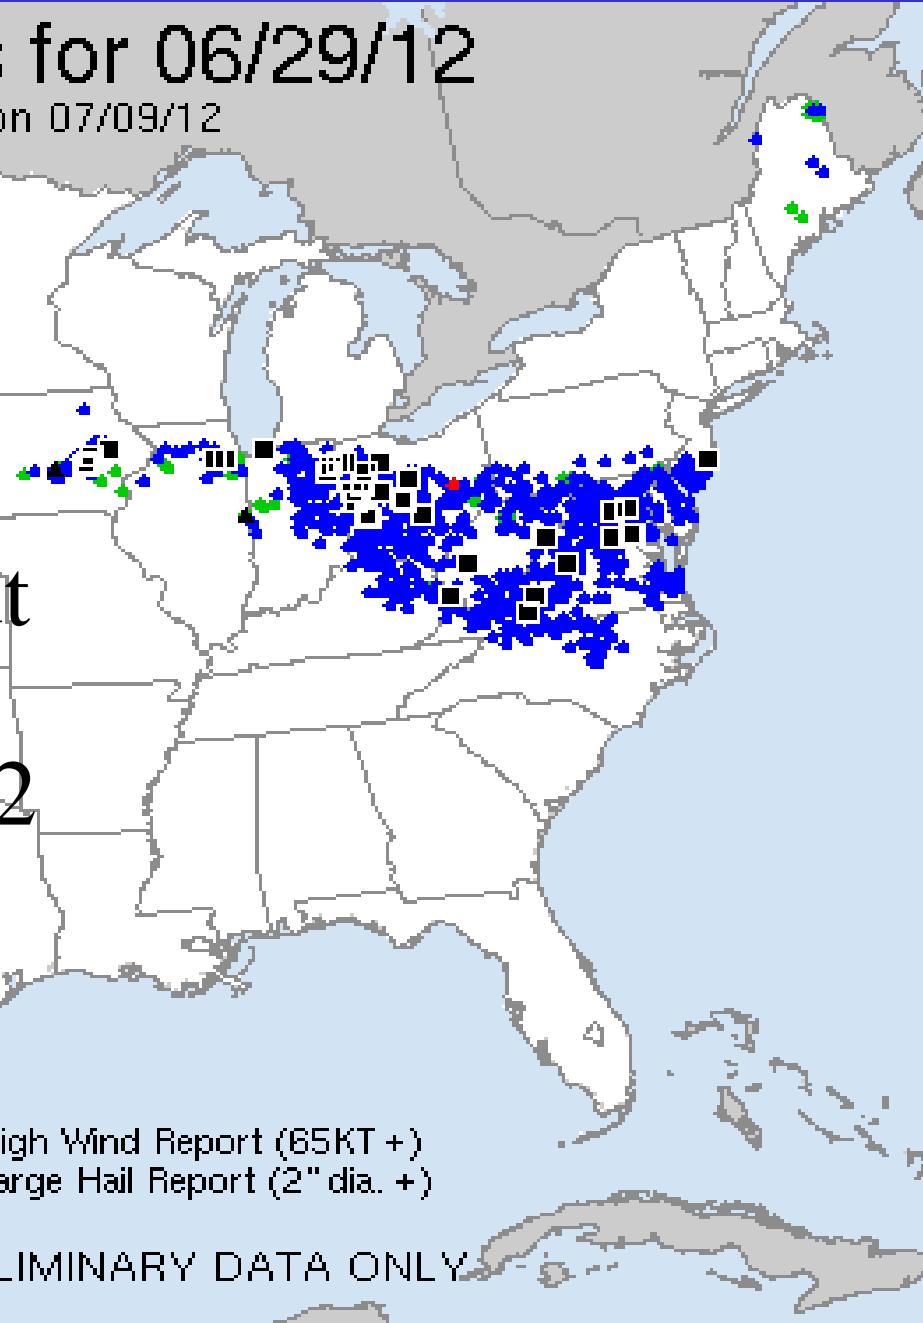 s for 06/29/12
on 07/09/12
t
2
igh Wind Report (65KT +)
arge Hail Report (2" dia.. +)
LIMINARY DATA ONLY